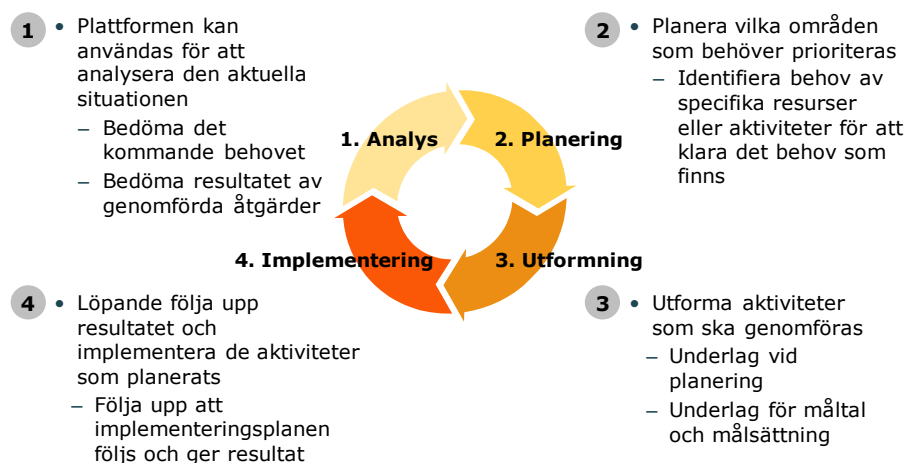 1
• Plattformen kan
användas för att
analysera den aktuella
situationen
– Bedöma det
kommande behovet
– Bedöma resultatet av
genomförda åtgärder
2
• Planera vilka områden
som behöver prioriteras
– Identifiera behov av
specifika resurser
eller aktiviteter för att
klara det behov som
finns
1. Analys
2. Planering
4. Implementering
3. Utformning
4
• Löpande följa upp
resultatet och
implementera de aktiviteter
som planerats
– Följa upp att
implementeringsplanen
följs och ger resultat
3
• Utforma aktiviteter
som ska genomföras
– Underlag vid
planering
– Underlag för måltal
och målsättning